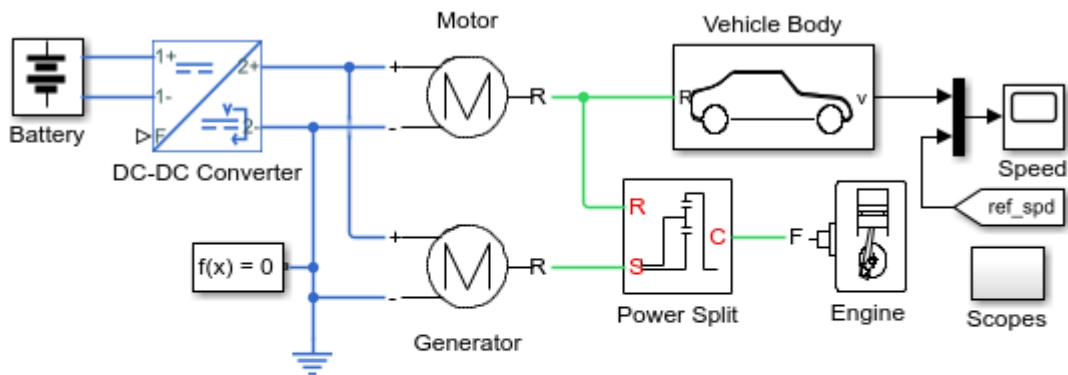 Motor
Vehicle Body
1+
2+
+
M
R
R
v
1-
F
v
2-
-
Battery
DC-DC Converter
Speed
R
ref_spd
+
C
F
f(x) = 0
M
R
S
-
Power Split
Engine
Scopes
Generator